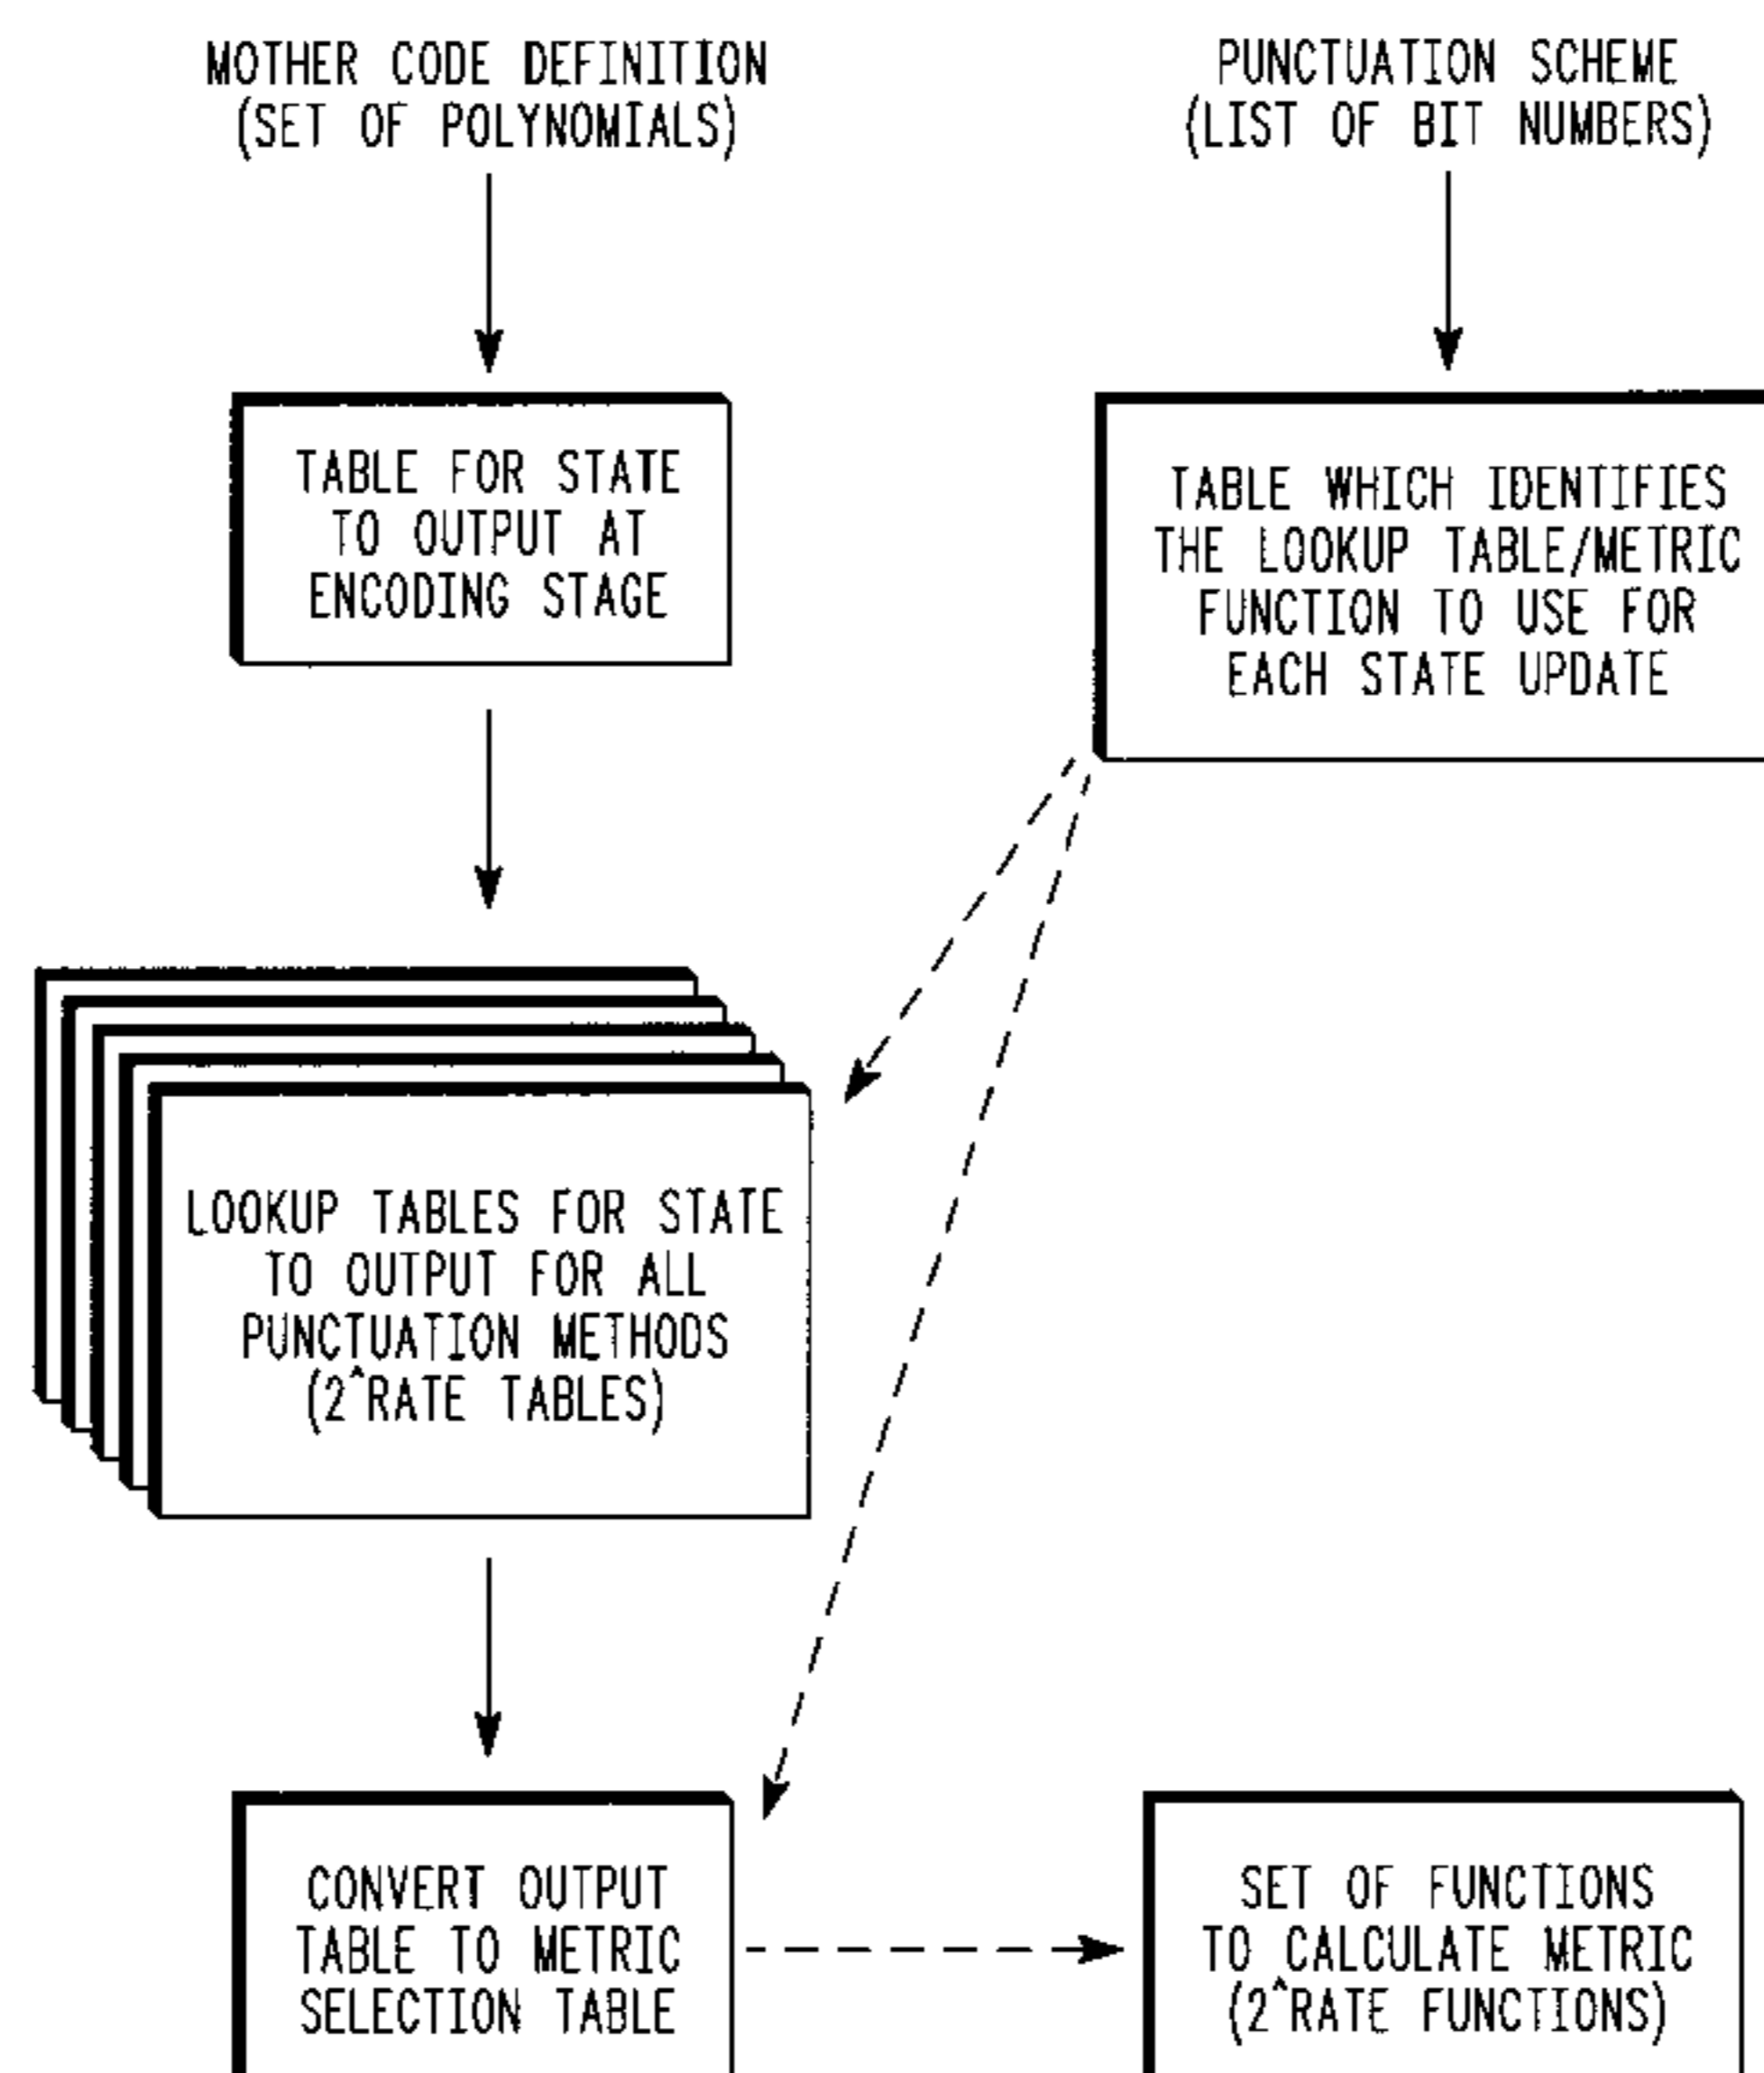 MOTHER CODE DEFINITION
(SET OF POLYNOMIALS)
PUNCTUATION SCHEME
(LIST OF BIT NUMBERS)
TABLE FOR STATE
TO OUTPUT AT
ENCODING STAGE
TABLE WHICH IDENTIFIES
THE LOOKUP TABLE/METRIC
FUNCTION TO USE FOR
EACH STATE UPDATE
LOOKUP TABLES FOR STATE
TO OUTPUT FOR ALL
PUNCTUATION METHODS
(2^RATE TABLES)
CONVERT OUTPUT
TABLE TO METRIC
SELECTION TABLE
SET OF FUNCTIONS
TO CALCULATE METRIC
(2^RATE FUNCTIONS)